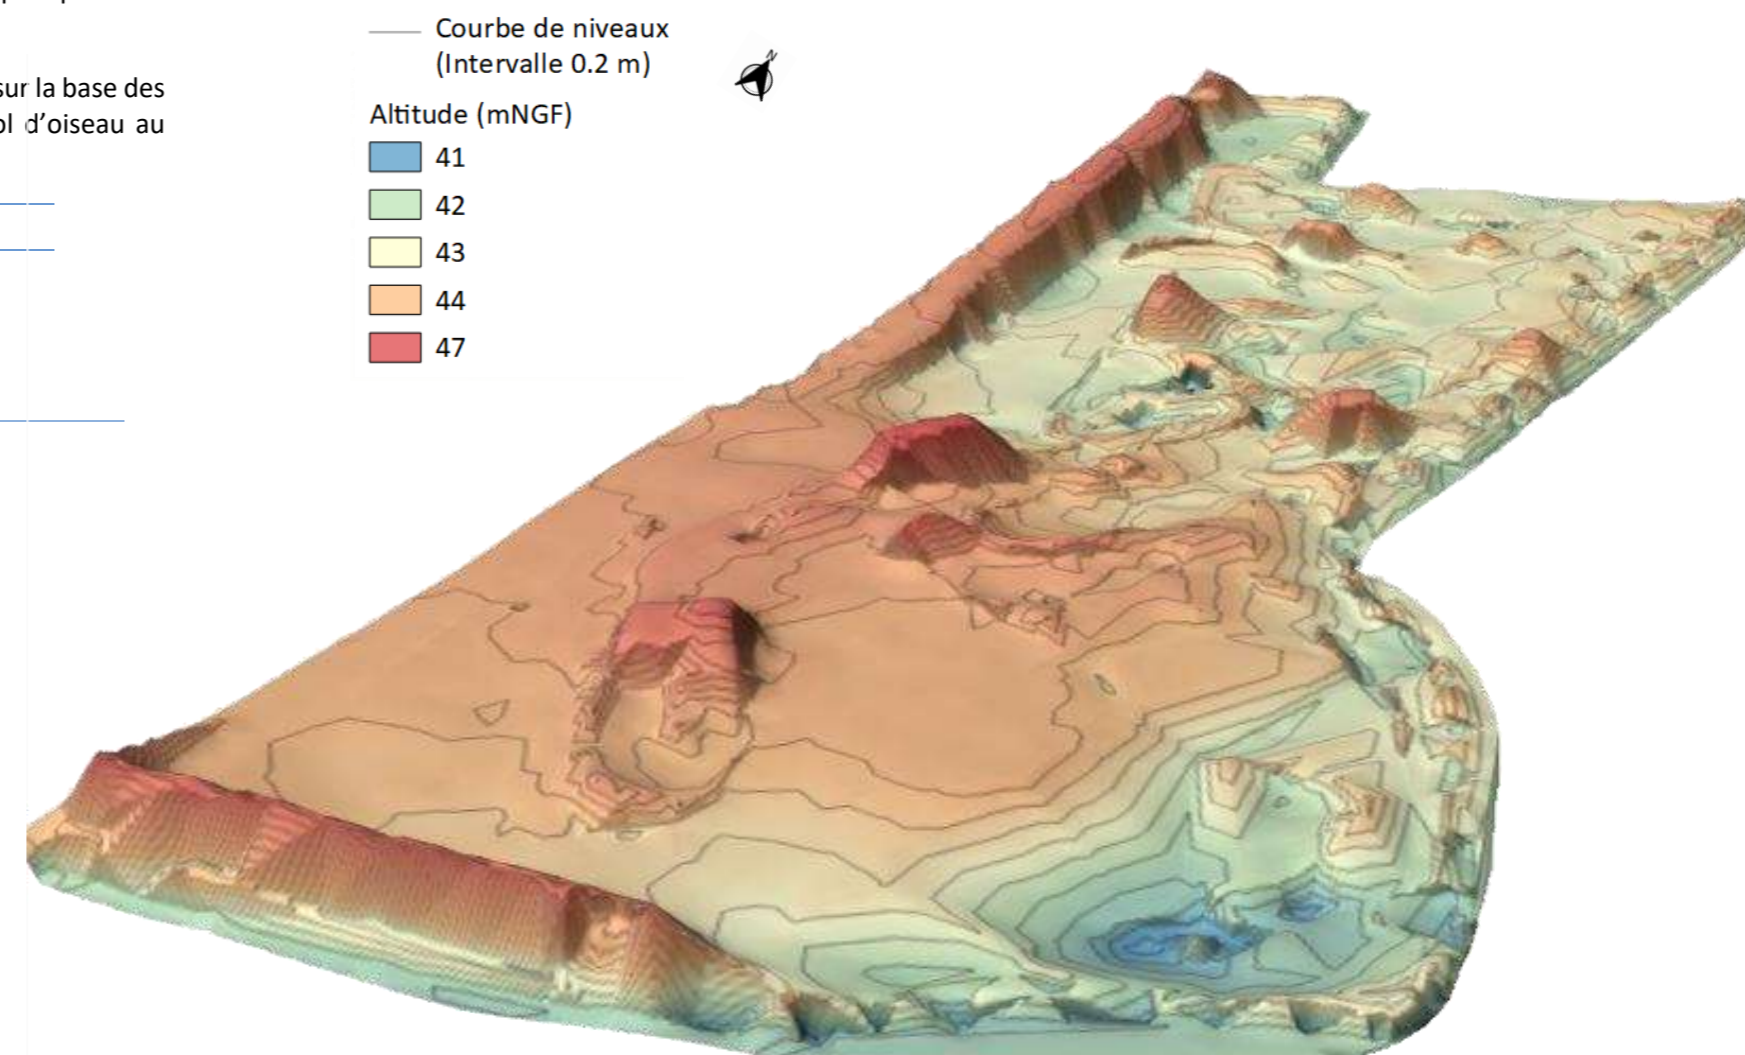 sur la base des
ol d’oiseau au
Courbe de niveaux
(Intervalle 0.2 m)
N
Altitude (mNGF)
41
42
43
44
47